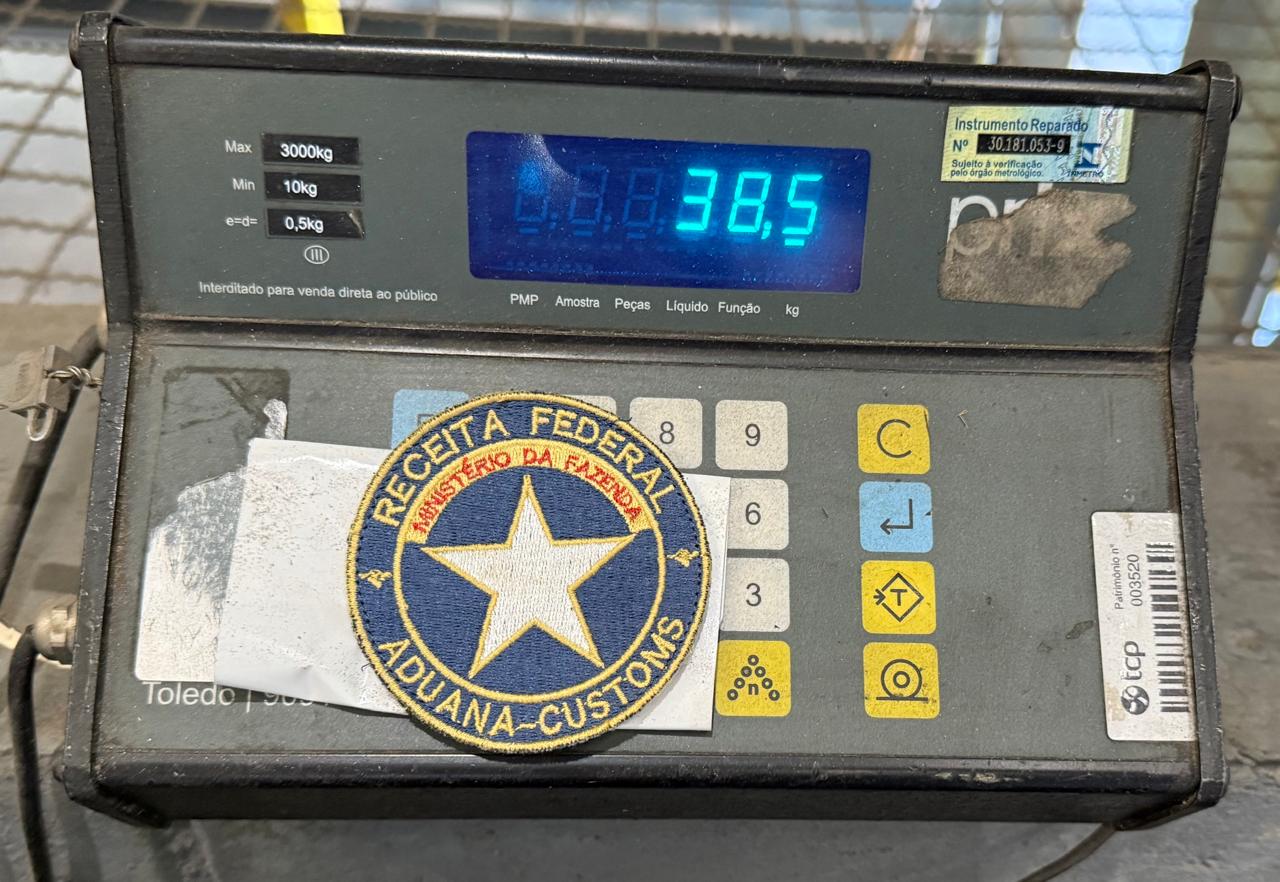 Max 3000kg
Min 10kg
e=d= 0,5kg
III
Interditado para venda direta ao público
38,5
PMP Amostra Peças Líquido Função kg
Instrumento Reparado
Nº 30.181.053-9
Sujeito à verificação
pelo órgão metrológico.
INMETRO
8 9
C
6
3
T
n
RECEITA FEDERAL
MINISTÉRIO DA FAZENDA
ADUANA-CUSTOMS
Toledo |
Patrimônio nº
003520
tcp